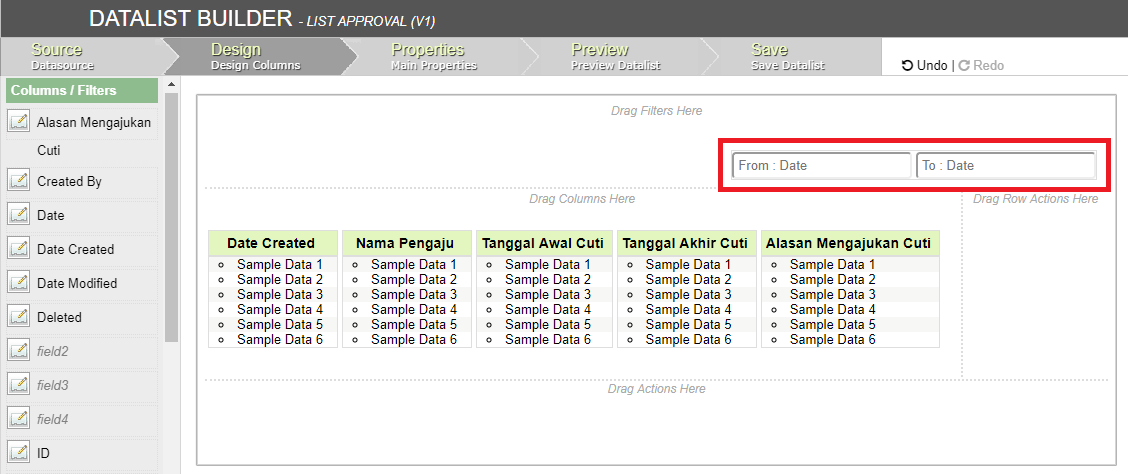 DATALIST BUILDER - LIST APPROVAL (V1)
Source Design Properties Preview Save
Datasource Design Columns Main Properties Preview Datalist Save Datalist
Undo | Redo
Columns / Filters
Alasan Mengajukan
Cuti
Created By
Date
Date Created
Date Modified
Deleted
field2
field3
field4
ID
Drag Filters Here
From : Date To : Date
Drag Columns Here
Drag Row Actions Here
Date Created Nama Pengaju Tanggal Awal Cuti Tanggal Akhir Cuti Alasan Mengajukan Cuti
Sample Data 1 Sample Data 1 Sample Data 1 Sample Data 1 Sample Data 1
Sample Data 2 Sample Data 2 Sample Data 2 Sample Data 2 Sample Data 2
Sample Data 3 Sample Data 3 Sample Data 3 Sample Data 3 Sample Data 3
Sample Data 4 Sample Data 4 Sample Data 4 Sample Data 4 Sample Data 4
Sample Data 5 Sample Data 5 Sample Data 5 Sample Data 5 Sample Data 5
Sample Data 6 Sample Data 6 Sample Data 6 Sample Data 6 Sample Data 6
Drag Actions Here